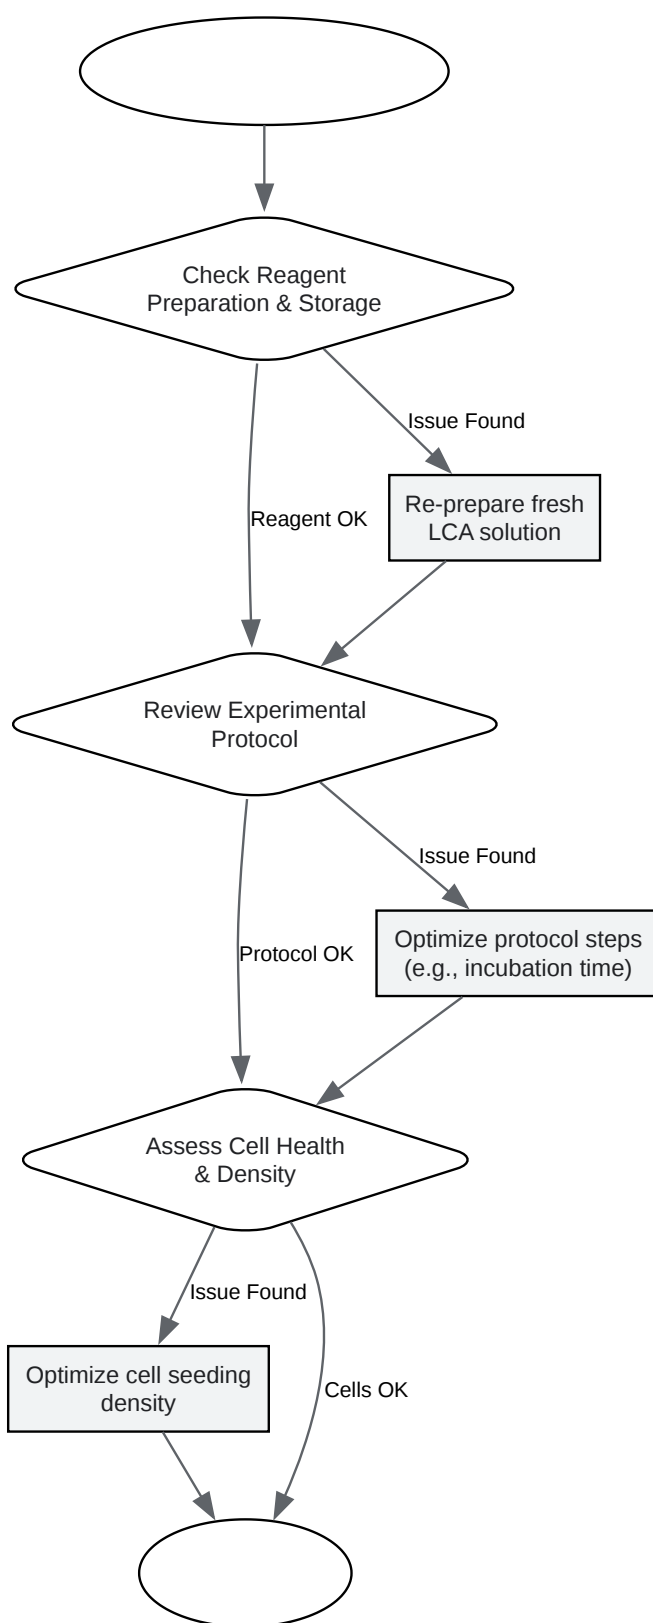 Check Reagent
Preparation & Storage
Issue Found
Re-prepare fresh
LCA solution
Reagent OK
Review Experimental
Protocol
Issue Found
Optimize protocol steps
(e.g., incubation time)
Protocol OK
Assess Cell Health
& Density
Issue Found
Optimize cell seeding
density
Cells OK